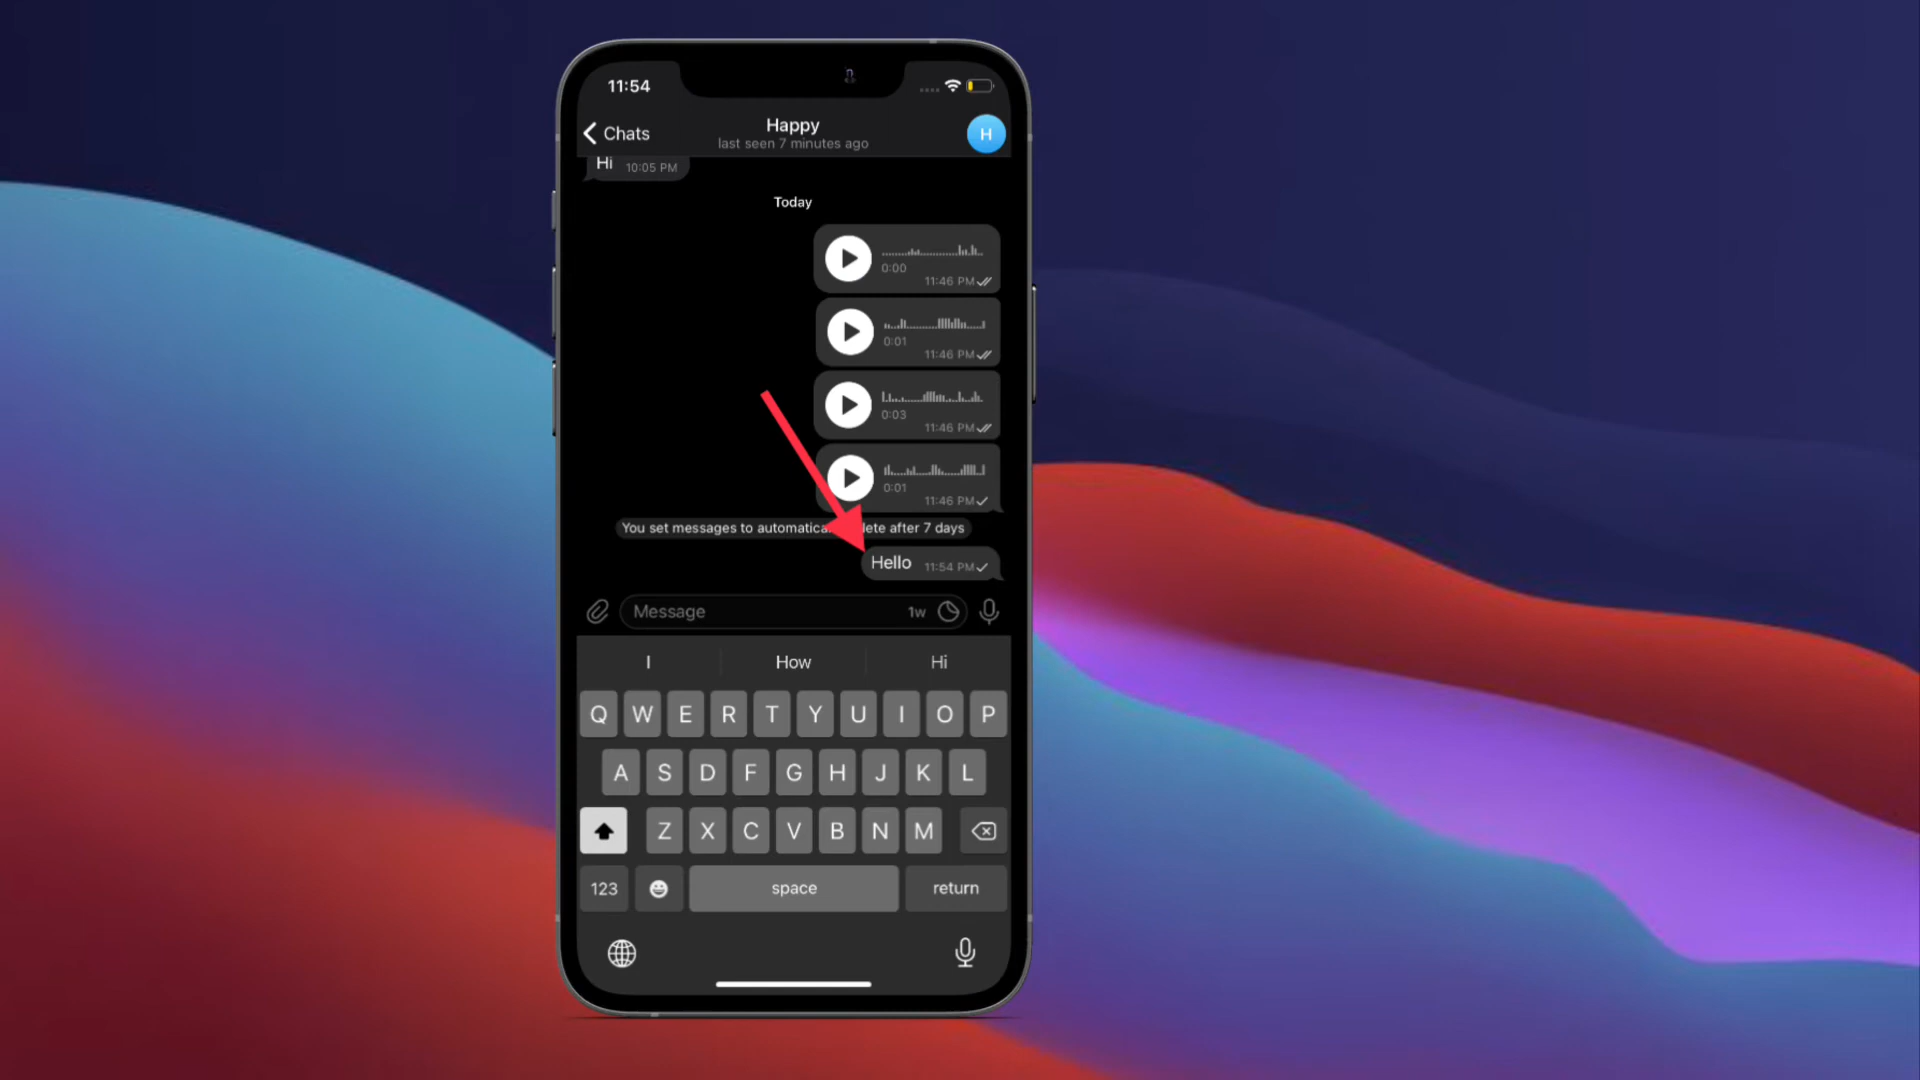 11:54
Chats
Happy
last seen 7 minutes ago
H
Hi 10:05 PM
Today
0:00
11:46 PM
0:01
11:46 PM
0:03
11:46 PM
0:01
11:46 PM
You set messages to automatica lete after 7 days
Hello 11:54 PM
Message 1w
I How Hi
Q W E R T Y U I O P
A S D F G H J K L
Z X C V B N M
123 space return